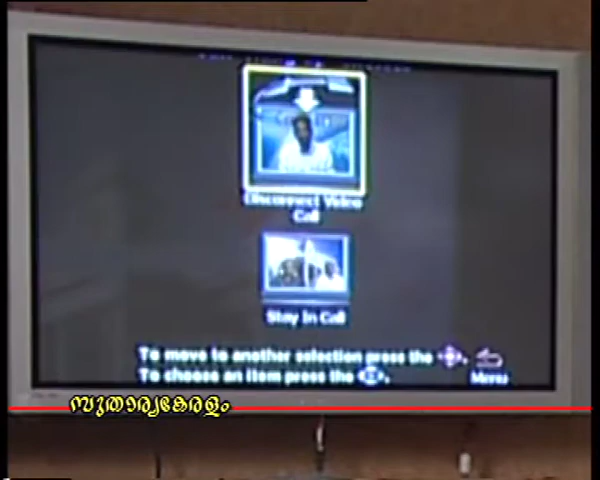 Disconnect Video
Call
Stay in Call
To move to another selection press the
To choose an item press the
Menu
സുതാര്യകേരളം